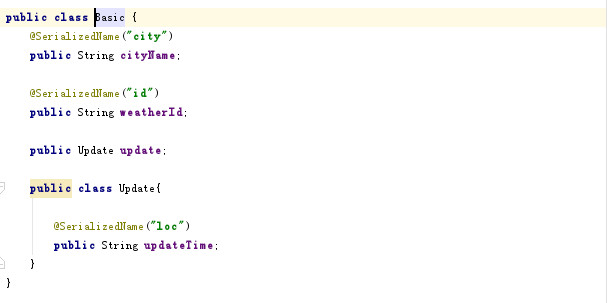 public class Basic {
@SerializedName("city")
public String cityName;
@SerializedName("id")
public String weatherId;
public Update update;
public class Update{
@SerializedName("loc")
public String updateTime;
}
}